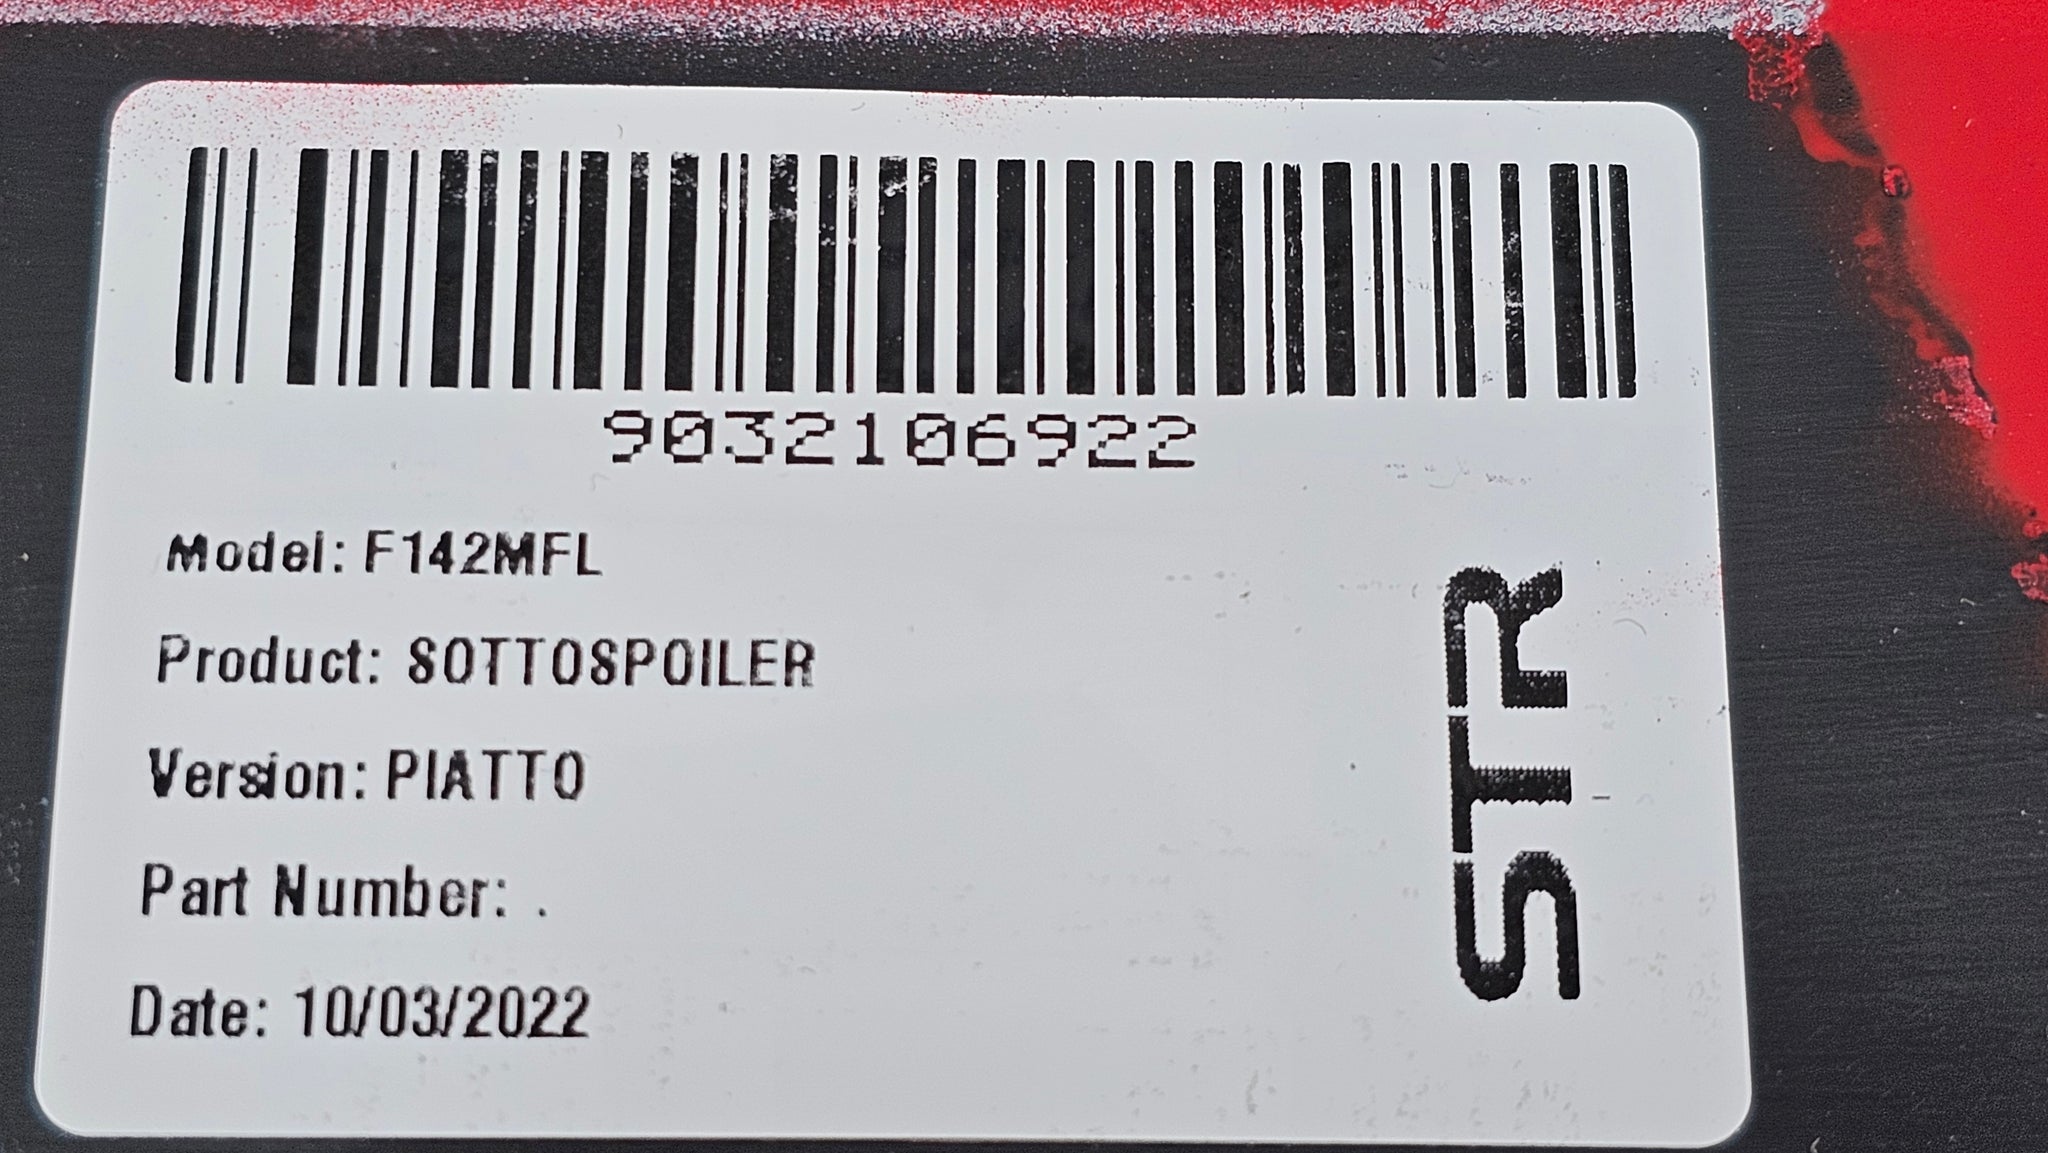 9032106922
Model: F142MFL
Product: SOTTOSPOILER
Version: PIATTO
Part Number: .
Date: 10/03/2022
STR